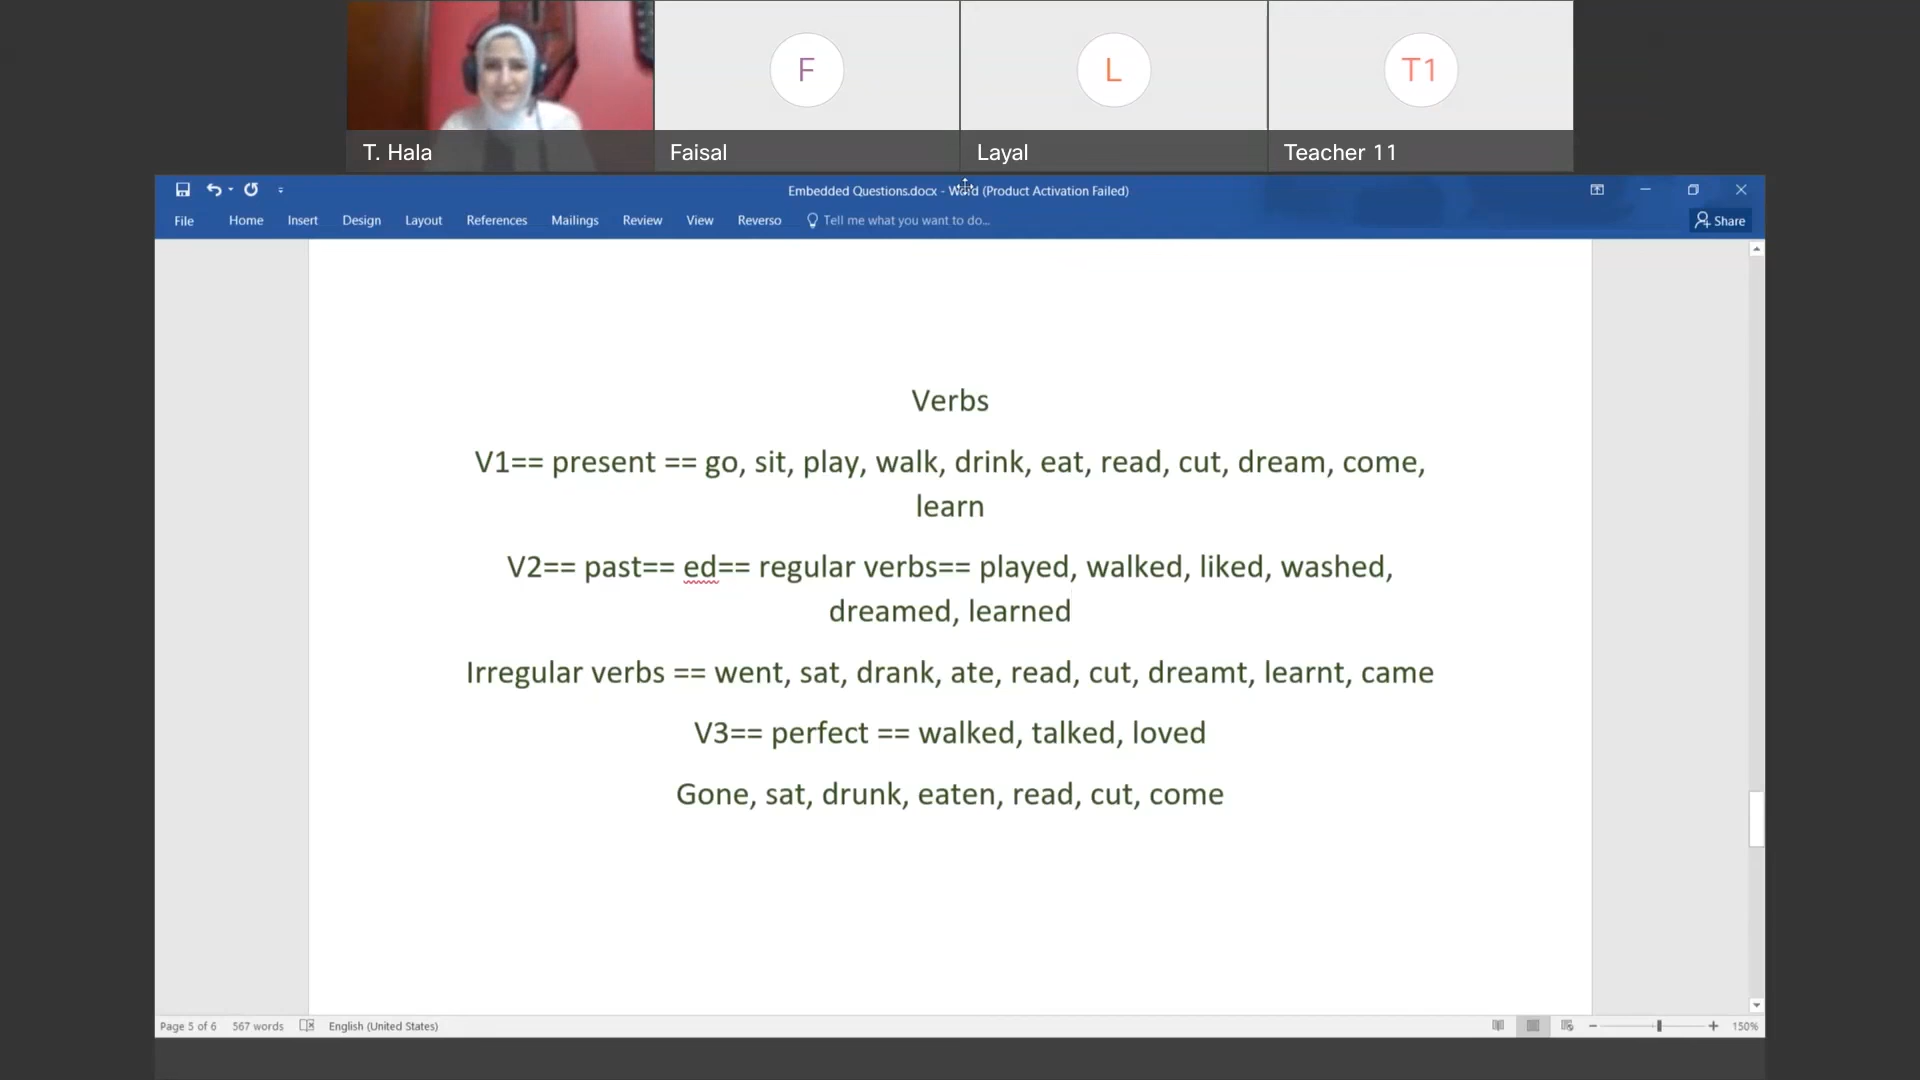 F
L
T1
T. Hala
Faisal
Layal
Teacher 11
Embedded Questions.docx - Word (Product Activation Failed)
File Home Insert Design Layout References Mailings Review View Reverso Tell me what you want to do... Share
Verbs
V1== present == go, sit, play, walk, drink, eat, read, cut, dream, come,
learn
V2== past== ed== regular verbs== played, walked, liked, washed,
dreamed, learned
Irregular verbs == went, sat, drank, ate, read, cut, dreamt, learnt, came
V3== perfect == walked, talked, loved
Gone, sat, drunk, eaten, read, cut, come
Page 5 of 6 567 words English (United States) 150%